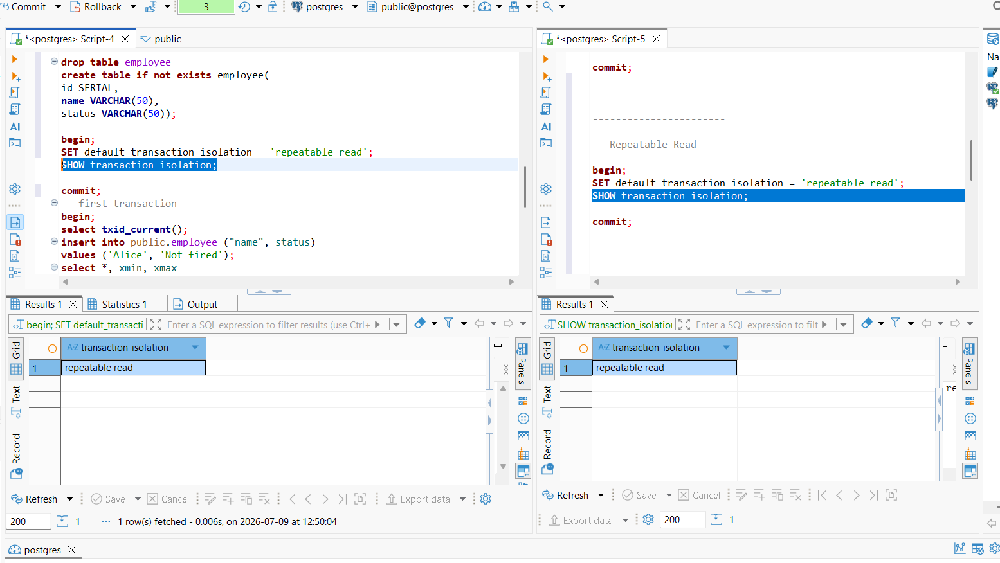 Commit
Rollback
3
postgres
public@postgres
*<postgres> Script-4
public
drop table employee
create table if not exists employee(
id SERIAL,
name VARCHAR(50),
status VARCHAR(50));
begin;
SET default_transaction_isolation = 'repeatable read';
SHOW transaction_isolation;
commit;
-- first transaction
begin;
select txid_current();
insert into public.employee ("name", status)
values ('Alice', 'Not fired');
select *, xmin, xmax
AI
Results 1
Statistics 1
Output
begin; SET default_transacti
Enter a SQL expression to filter results (use Ctrl+
Grid
Text
Record
A-Z transaction_isolation
1
repeatable read
Panels
Refresh
Save
Cancel
Export data
200
1
... 1 row(s) fetched - 0.006s, on 2026-07-09 at 12:50:04
*<postgres> Script-5
commit;
-----------------------
-- Repeatable Read
begin;
SET default_transaction_isolation = 'repeatable read';
SHOW transaction_isolation;
commit;
AI
Results 1
SHOW transaction_isolation
Enter a SQL expression to filt
Grid
Text
Record
A-Z transaction_isolation
1
repeatable read
re
Panels
Refresh
Save
Cancel
Export data
200
1
Na
postgres